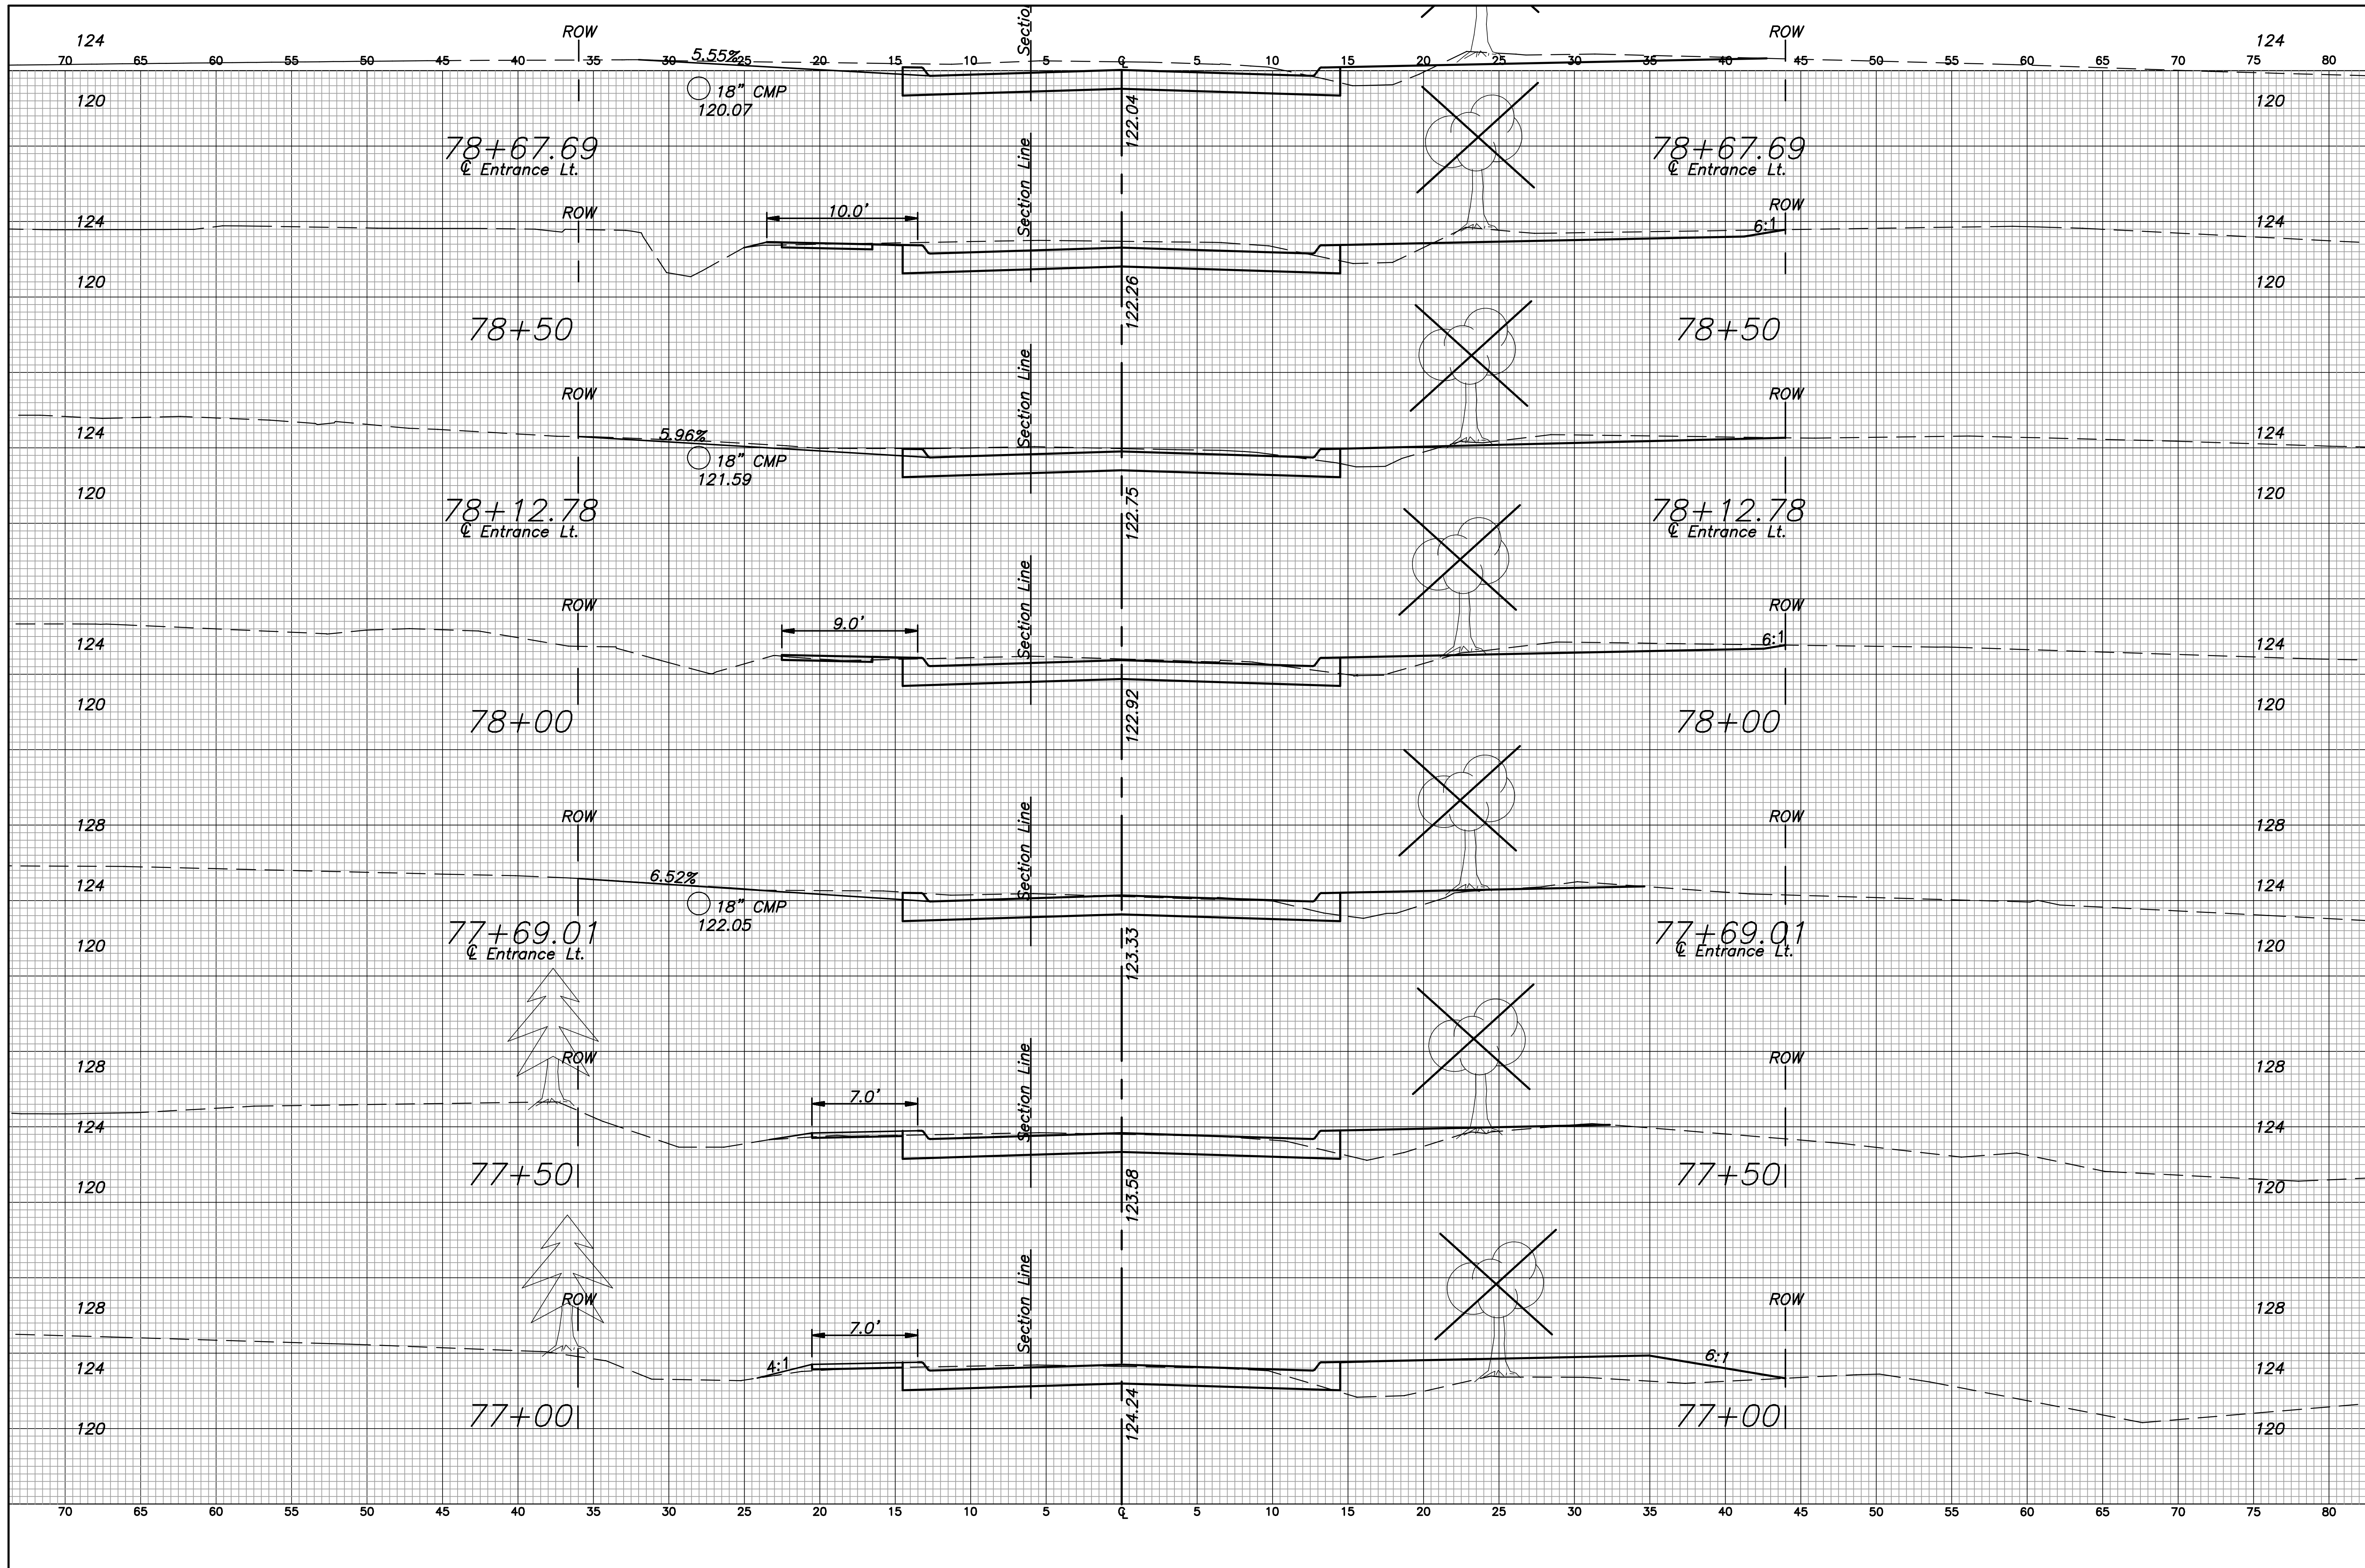 ROW Section Line ROW
124 124
70 65 60 55 50 45 40 35 30 25 20 15 10 5 ℄ 5 10 15 20 25 30 35 40 45 50 55 60 65 70 75 80
5.55%
18" CMP
120.07
120 120
122.04
78+67.69 78+67.69
℄ Entrance Lt. ℄ Entrance Lt.
ROW Section Line ROW
10.0'
124 124
6:1
120 120
122.26
78+50 78+50
ROW Section Line ROW
124 124
5.96%
18" CMP
121.59
120 120
122.75
78+12.78 78+12.78
℄ Entrance Lt. ℄ Entrance Lt.
ROW Section Line ROW
9.0'
124 124
6:1
120 120
122.92
78+00 78+00
ROW Section Line ROW
128 128
124 124
6.52%
18" CMP
122.05
77+69.01 77+69.01
℄ Entrance Lt. ℄ Entrance Lt.
120 120
123.33
ROW Section Line ROW
128 128
7.0'
124 124
77+50 77+50
120 120
123.58
ROW Section Line ROW
128 128
7.0'
4:1 6:1
124 124
124.24
77+00 77+00
120 120
70 65 60 55 50 45 40 35 30 25 20 15 10 5 ℄ 5 10 15 20 25 30 35 40 45 50 55 60 65 70 75 80